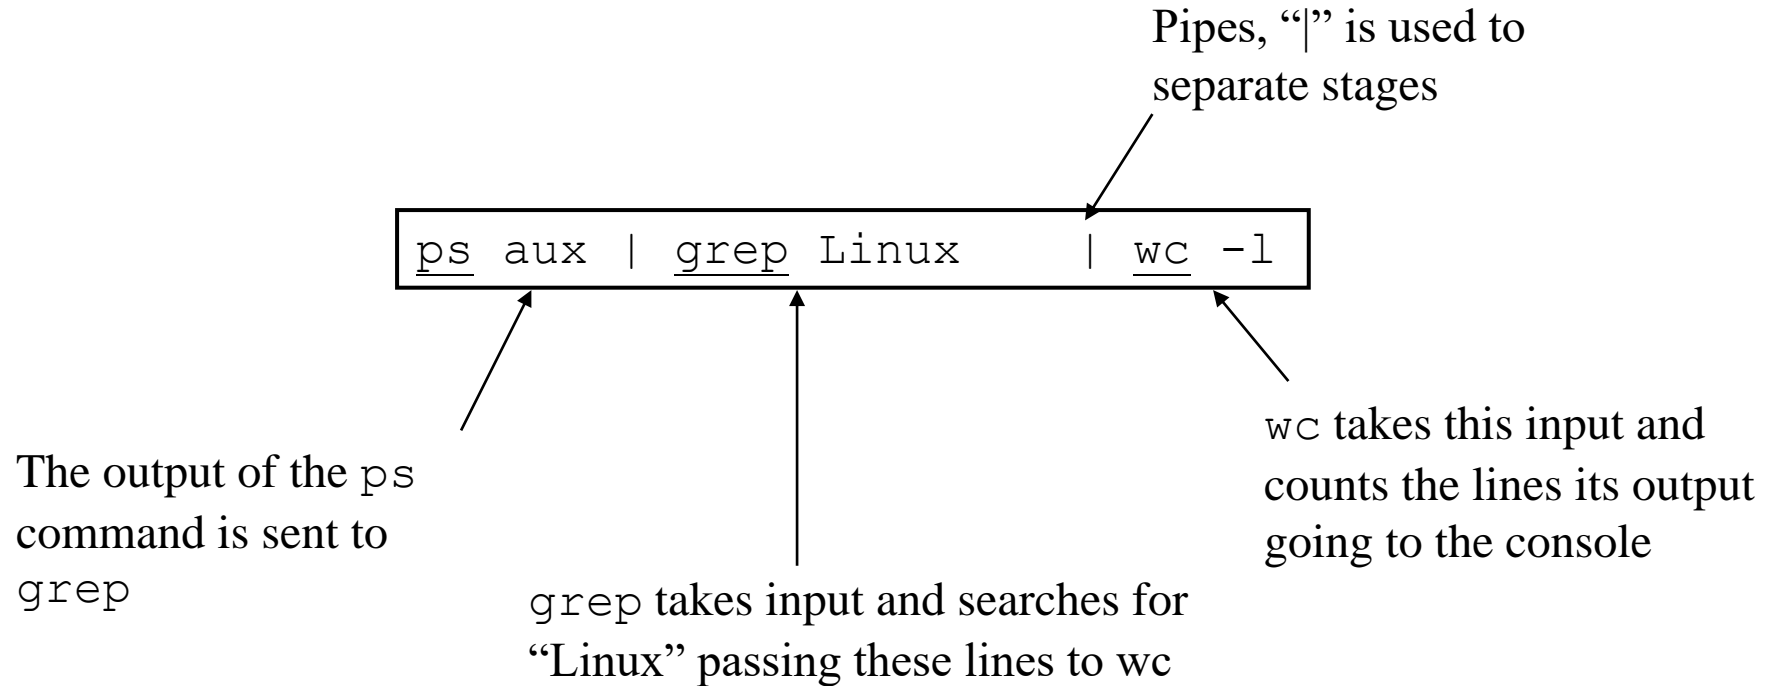 Pipes, “|” is used to
separate stages
ps aux | grep Linux | wc -l
The output of the ps
command is sent to
grep
grep takes input and searches for
“Linux” passing these lines to wc
wc takes this input and
counts the lines its output
going to the console